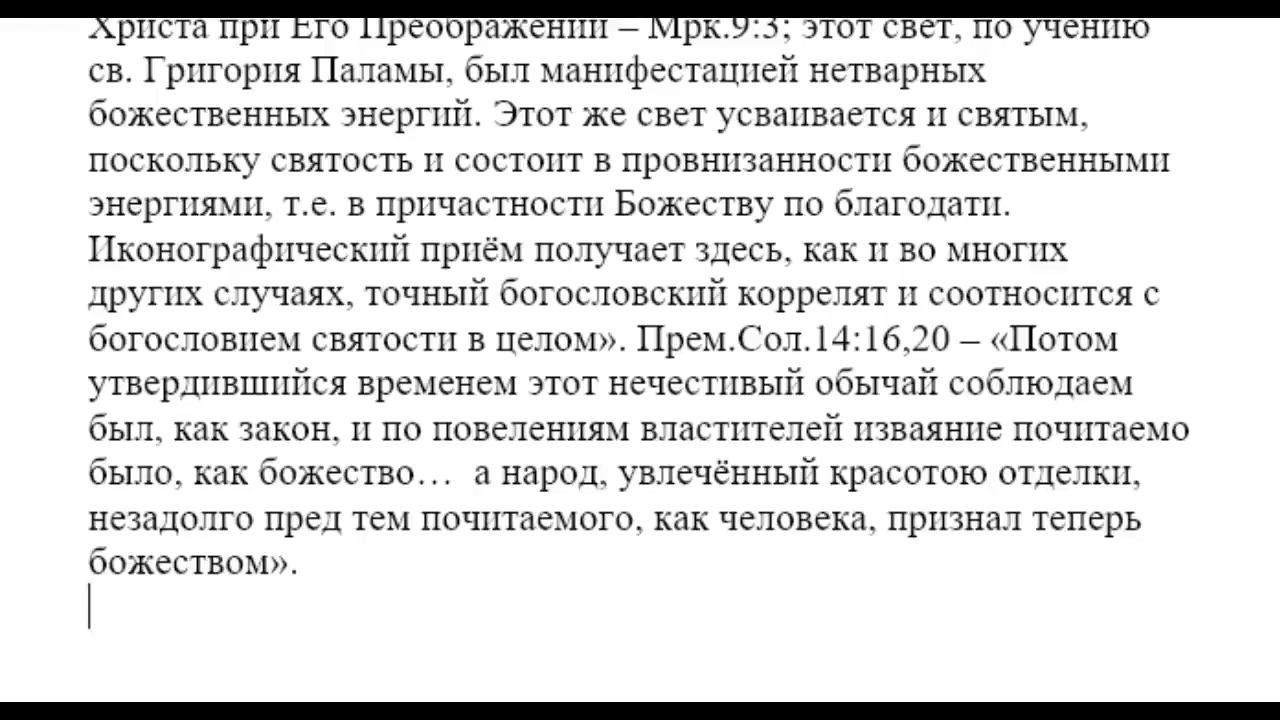 Христа при Его Преображении – Мрк.9:3; этот свет, по учению
св. Григория Паламы, был манифестацией нетварных
божественных энергий. Этот же свет усваивается и святым,
поскольку святость и состоит в провнизанности божественными
энергиями, т.е. в причастности Божеству по благодати.
Иконографический приём получает здесь, как и во многих
других случаях, точный богословский коррелят и соотносится с
богословием святости в целом». Прем.Сол.14:16,20 – «Потом
утвердившийся временем этот нечестивый обычай соблюдаем
был, как закон, и по повелениям властителей изваяние почитаемо
было, как божество…  а народ, увлечённый красотою отделки,
незадолго пред тем почитаемого, как человека, признал теперь
божеством».